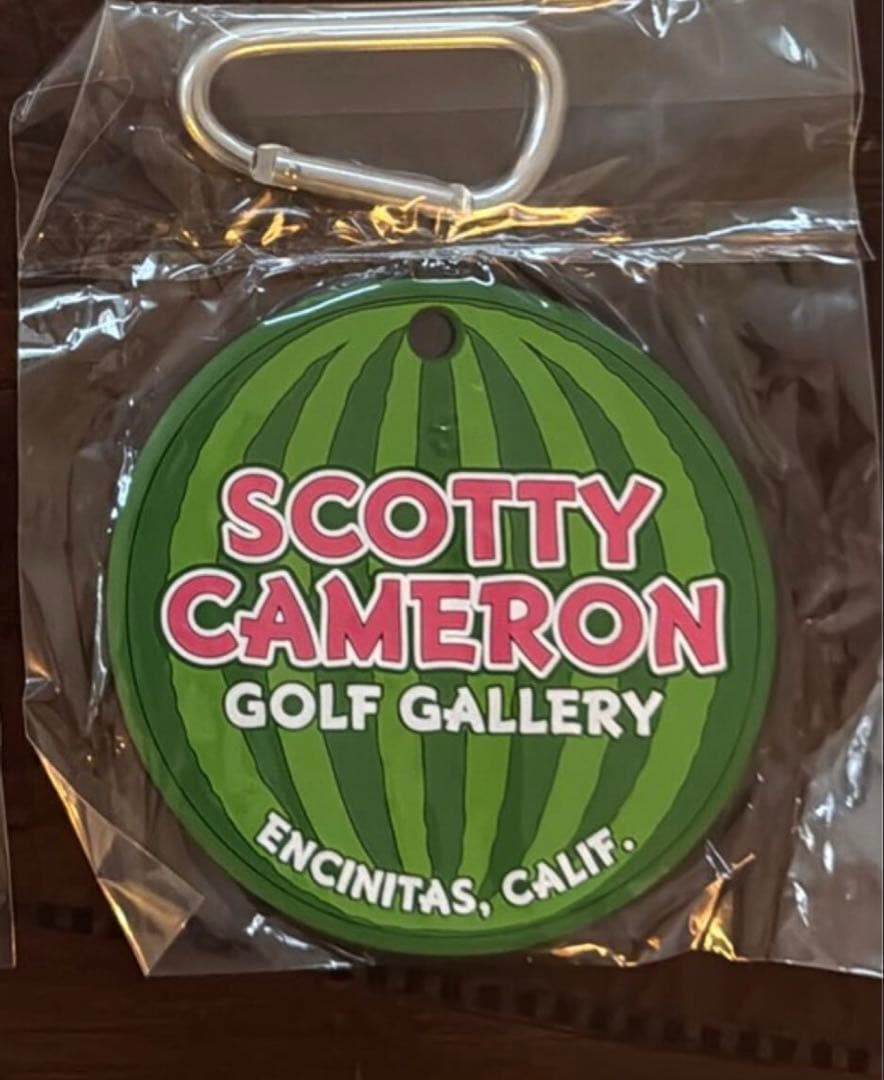 SCOTTY
CAMERON
GOLF GALLERY
ENCINITAS, CALIF.